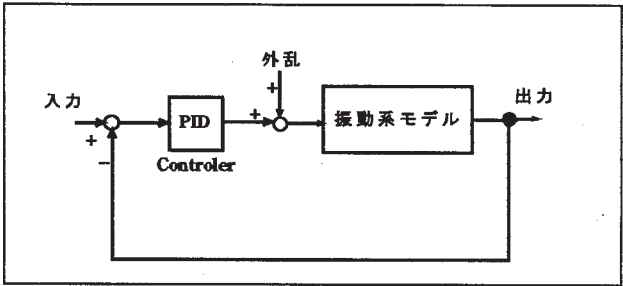 外乱
+
入力
出力
PID
+
振動系モデル
+
−
Controler